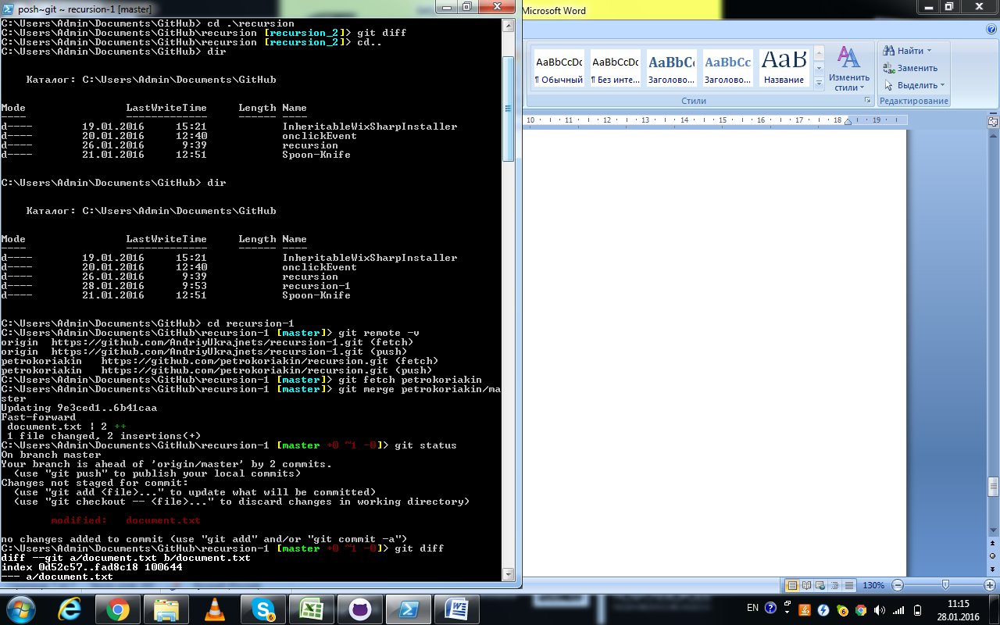 posh~git ~ recursion-1 [master]
C:\Users\Admin\Documents\GitHub> cd .\recursion
C:\Users\Admin\Documents\GitHub\recursion [recursion_2]> git diff
C:\Users\Admin\Documents\GitHub\recursion [recursion_2]> cd..
C:\Users\Admin\Documents\GitHub> dir
Каталог: C:\Users\Admin\Documents\GitHub
Mode LastWriteTime Length Name
---- ------------- ------ ----
d---- 19.01.2016 15:21 InheritableWixSharpInstaller
d---- 20.01.2016 12:40 onclickEvent
d---- 26.01.2016 9:39 recursion
d---- 21.01.2016 12:51 Spoon-Knife
C:\Users\Admin\Documents\GitHub> dir
Каталог: C:\Users\Admin\Documents\GitHub
Mode LastWriteTime Length Name
---- ------------- ------ ----
d---- 19.01.2016 15:21 InheritableWixSharpInstaller
d---- 20.01.2016 12:40 onclickEvent
d---- 26.01.2016 9:39 recursion
d---- 28.01.2016 9:53 recursion-1
d---- 21.01.2016 12:51 Spoon-Knife
C:\Users\Admin\Documents\GitHub> cd recursion-1
C:\Users\Admin\Documents\GitHub\recursion-1 [master]> git remote -v
origin https://github.com/AndriyUkrajnets/recursion-1.git (fetch)
origin https://github.com/AndriyUkrajnets/recursion-1.git (push)
petrokoriakin https://github.com/petrokoriakin/recursion.git (fetch)
petrokoriakin https://github.com/petrokoriakin/recursion.git (push)
C:\Users\Admin\Documents\GitHub\recursion-1 [master]> git fetch petrokoriakin
C:\Users\Admin\Documents\GitHub\recursion-1 [master]> git merge petrokoriakin/ma
ster
Updating 9e3ced1..6b41caa
Fast-forward
document.txt | 2 ++
1 file changed, 2 insertions(+)
C:\Users\Admin\Documents\GitHub\recursion-1 [master +0 ~1 -0]> git status
On branch master
Your branch is ahead of 'origin/master' by 2 commits.
(use "git push" to publish your local commits)
Changes not staged for commit:
(use "git add <file>..." to update what will be committed)
(use "git checkout -- <file>..." to discard changes in working directory)
modified: document.txt
no changes added to commit (use "git add" and/or "git commit -a")
C:\Users\Admin\Documents\GitHub\recursion-1 [master +0 ~1 -0]> git diff
diff --git a/document.txt b/document.txt
index 0d52c57..fad8c18 100644
--- a/document.txt
Microsoft Word
AaBbCcDc AaBbCcDc AaBbC AaBbCc AaB
¶ Обычный ¶ Без инте... Заголово... Заголово... Название
Изменить
стили
Стили
Найти
Заменить
Выделить
Редактирование
10 11 12 13 14 15 16 17 18 19
130%
EN
11:15
28.01.2016